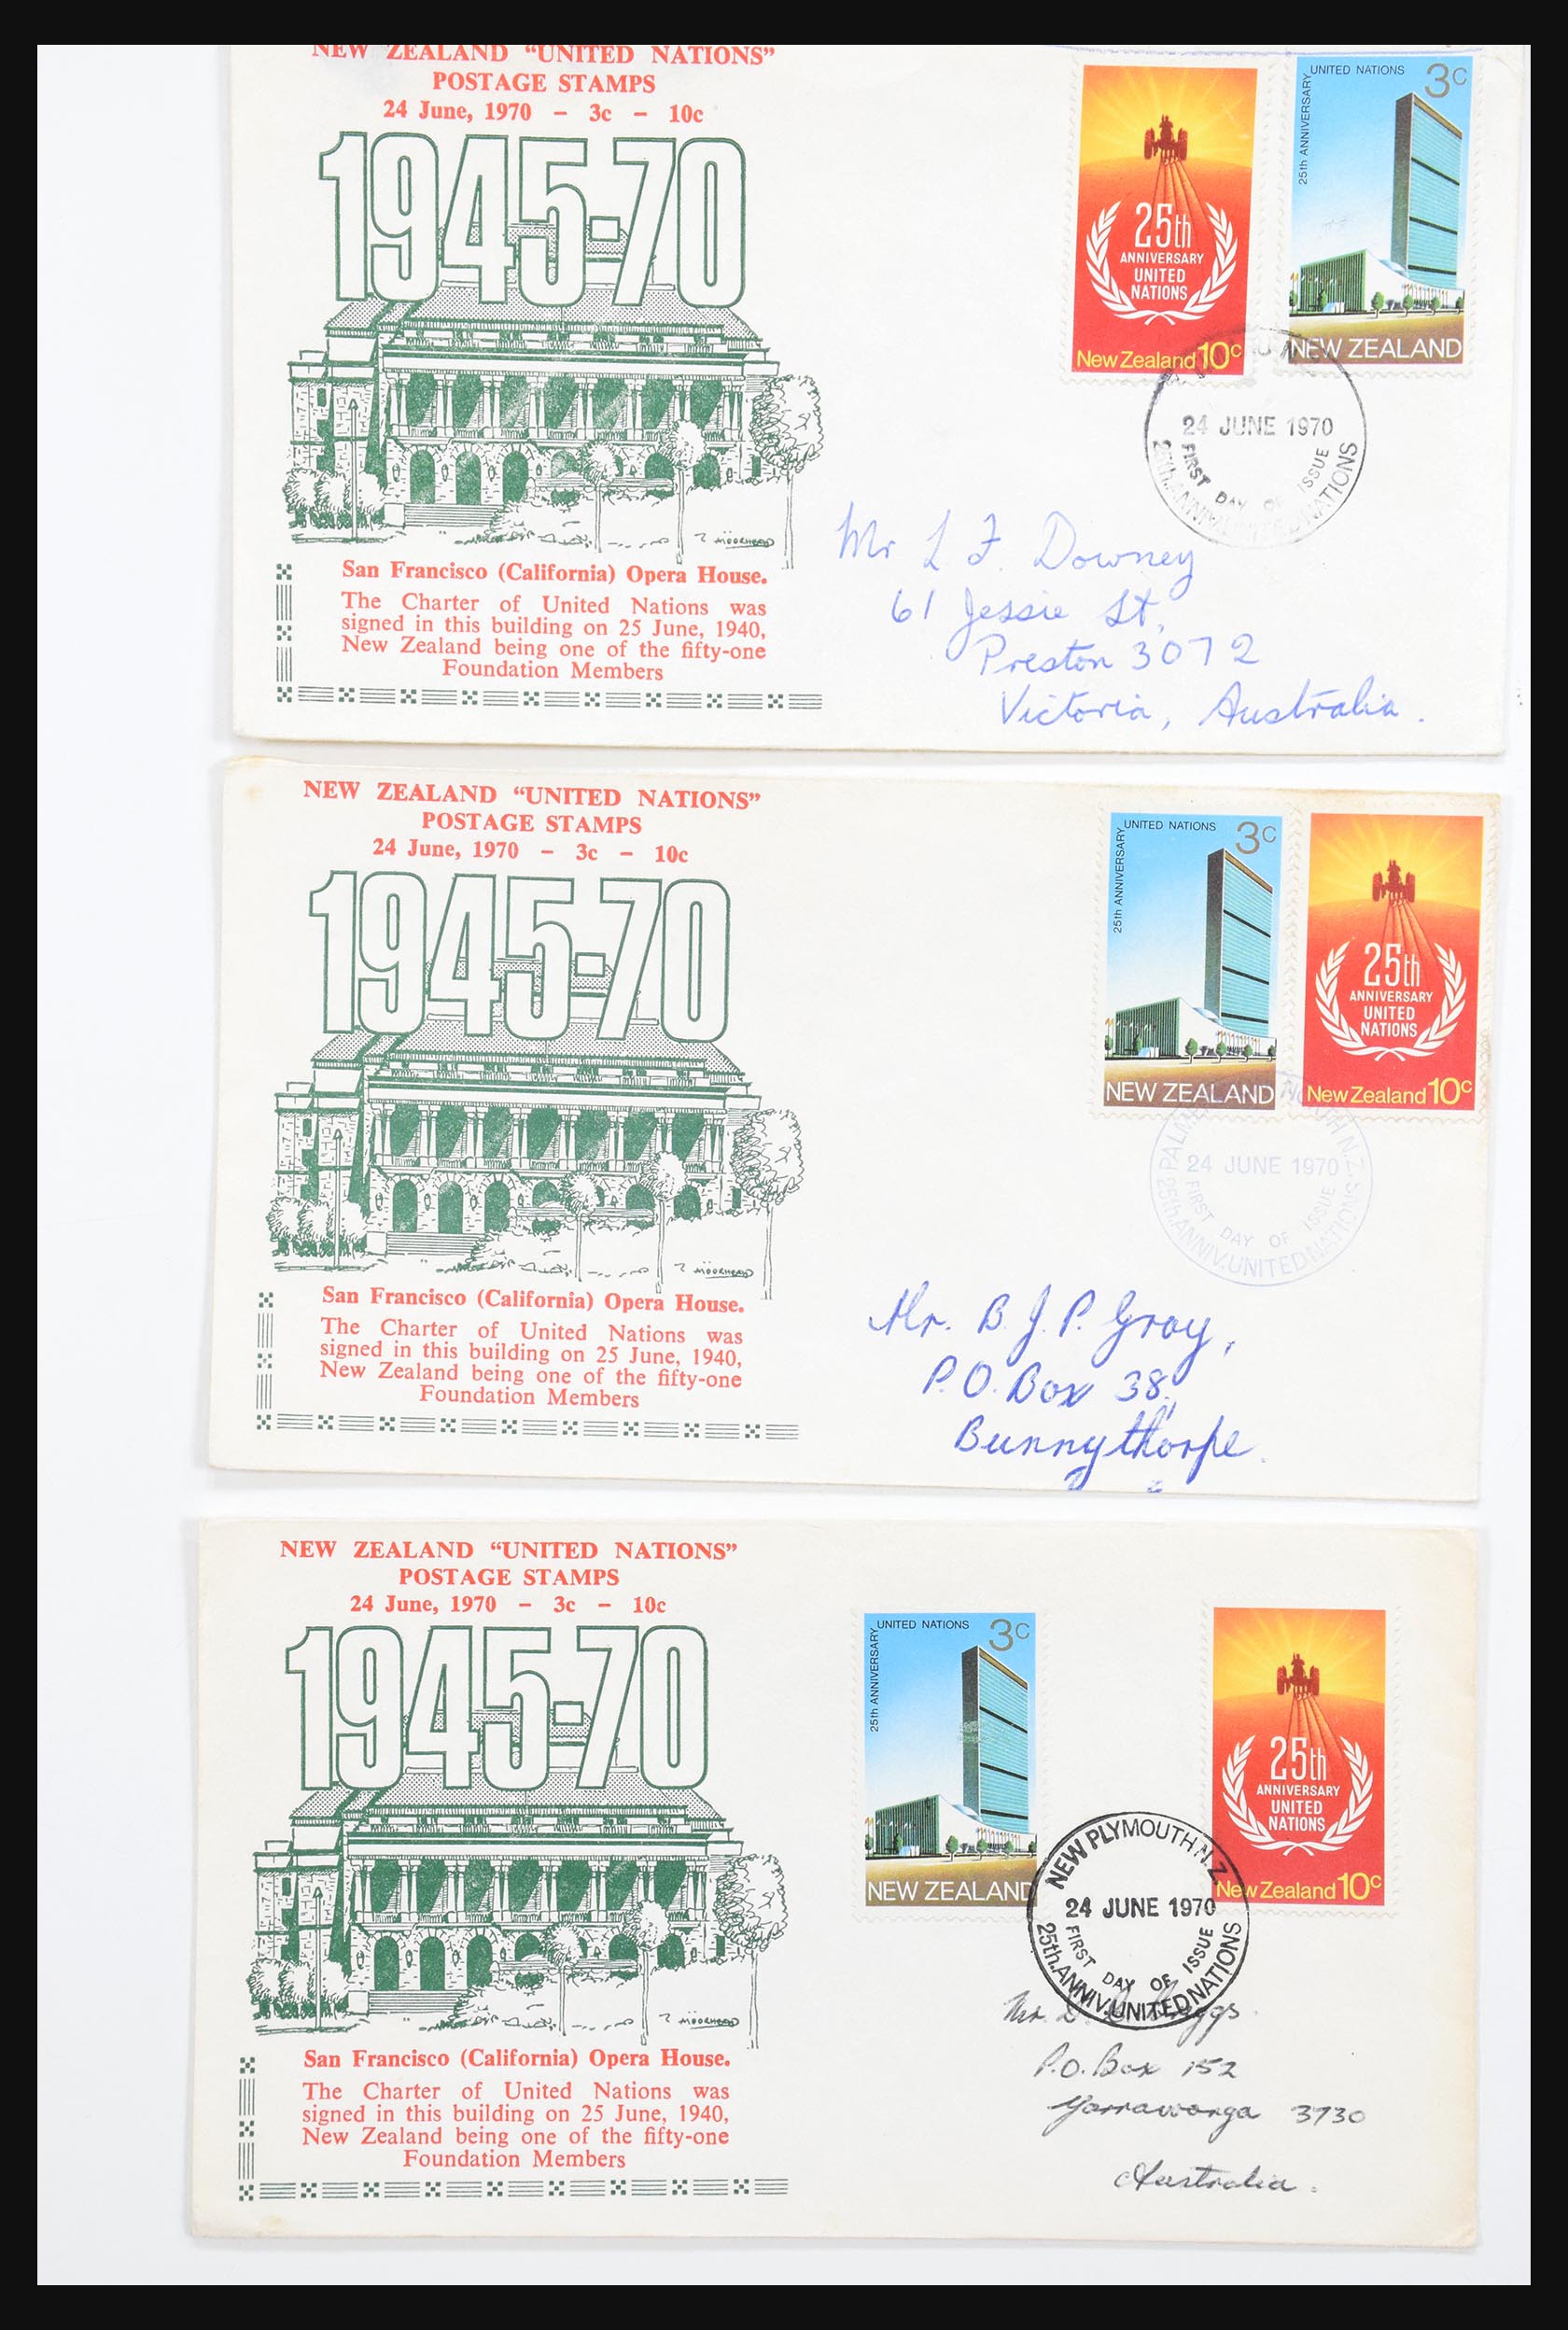 NEW ZEALAND “UNITED NATIONS”
POSTAGE STAMPS
24 June, 1970 – 3c – 10c
1945-70
MOORHEAD
San Francisco (California) Opera House.
The Charter of United Nations was
signed in this building on 25 June, 1940,
New Zealand being one of the fifty-one
Foundation Members
25th
ANNIVERSARY
UNITED
NATIONS
New Zealand 10c
UNITED NATIONS
3c
25th ANNIVERSARY
NEW ZEALAND
24 JUNE 1970
FIRST DAY OF ISSUE
25th.ANNIV.UNITED NATIONS
Mr L F. Downey
61 Jessie St,
Preston 3072
Victoria, Australia.
NEW ZEALAND “UNITED NATIONS”
POSTAGE STAMPS
24 June, 1970 – 3c – 10c
1945-70
MOORHEAD
San Francisco (California) Opera House.
The Charter of United Nations was
signed in this building on 25 June, 1940,
New Zealand being one of the fifty-one
Foundation Members
UNITED NATIONS
3c
25th ANNIVERSARY
NEW ZEALAND
25th
ANNIVERSARY
UNITED
NATIONS
New Zealand 10c
NORTH N.Z.
24 JUNE 1970
FIRST DAY OF ISSUE
25th.ANNIV.UNITED NATIONS
Mr. B. J. P. Gray,
P.O. Box 38,
Bunnythorpe.
NEW ZEALAND “UNITED NATIONS”
POSTAGE STAMPS
24 June, 1970 – 3c – 10c
1945-70
MOORHEAD
San Francisco (California) Opera House.
The Charter of United Nations was
signed in this building on 25 June, 1940,
New Zealand being one of the fifty-one
Foundation Members
UNITED NATIONS
3c
25th ANNIVERSARY
NEW ZEALAND
25th
ANNIVERSARY
UNITED
NATIONS
New Zealand 10c
NEW PLYMOUTH N.Z.
24 JUNE 1970
FIRST DAY OF ISSUE
25th.ANNIV.UNITED NATIONS
Mr. D.
P.O. Box 152
Yarrawonga 3730
Australia.